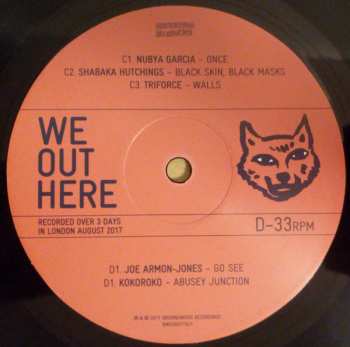 C1. NUBYA GARCIA – ONCE
C2. SHABAKA HUTCHINGS – BLACK SKIN, BLACK MASKS
C3. TRIFORCE – WALLS
WE
OUT
HERE
RECORDED OVER 3 DAYS
IN LONDON AUGUST 2017
D–33RPM
D1. JOE ARMON-JONES – GO SEE
D1. KOKOROKO – ABUSEY JUNCTION